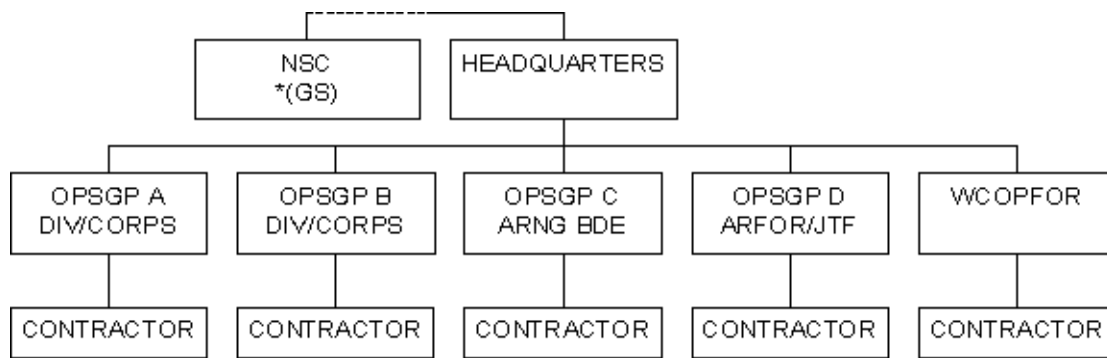 NSC
*(GS)
HEADQUARTERS
OPSGP A
DIV/CORPS
OPSGP B
DIV/CORPS
OPSGP C
ARNG BDE
OPSGP D
ARFOR/JTF
WCOPFOR
CONTRACTOR
CONTRACTOR
CONTRACTOR
CONTRACTOR
CONTRACTOR